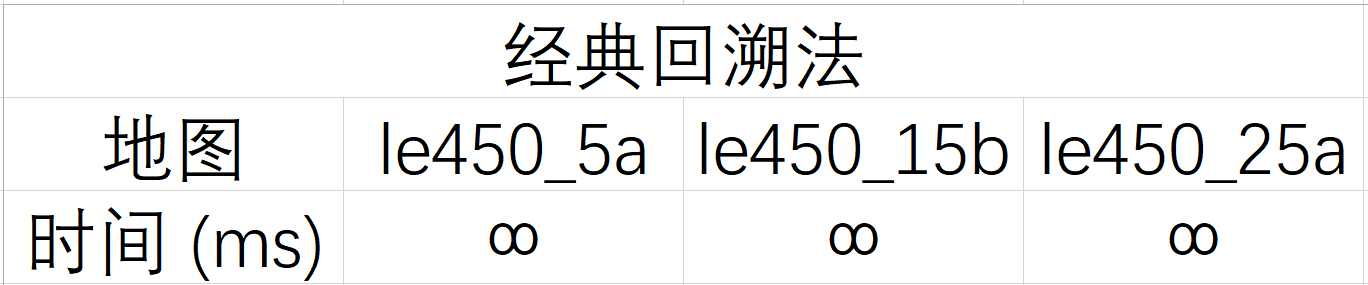 经典回溯法
地图 le450_5a le450_15b le450_25a
时间 (ms) ∞ ∞ ∞